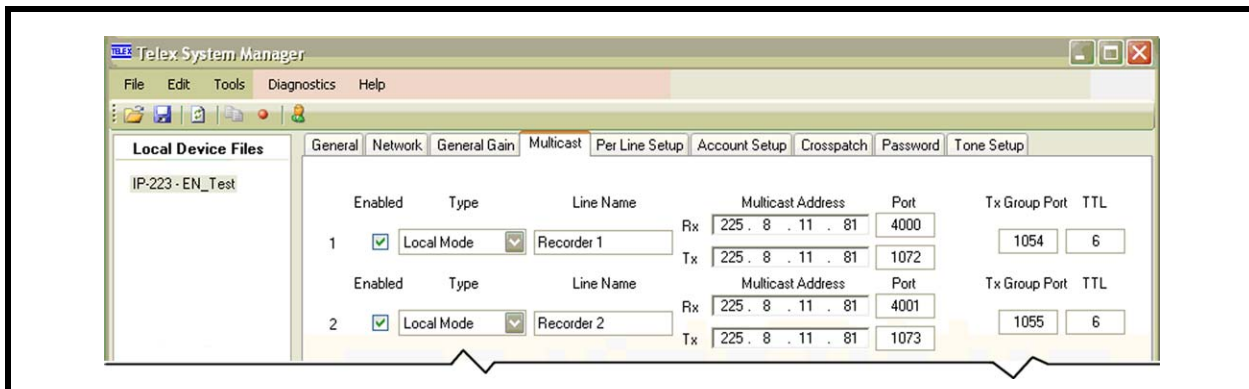 TELEX Telex System Manager
File Edit Tools Diagnostics Help
Local Device Files General Network General Gain Multicast Per Line Setup Account Setup Crosspatch Password Tone Setup
IP-223 - EN_Test
Enabled Type Line Name Multicast Address Port Tx Group Port TTL
1 Local Mode Recorder 1 Rx 225 . 8 . 11 . 81 4000 1054 6
Tx 225 . 8 . 11 . 81 1072
Enabled Type Line Name Multicast Address Port Tx Group Port TTL
2 Local Mode Recorder 2 Rx 225 . 8 . 11 . 81 4001 1055 6
Tx 225 . 8 . 11 . 81 1073